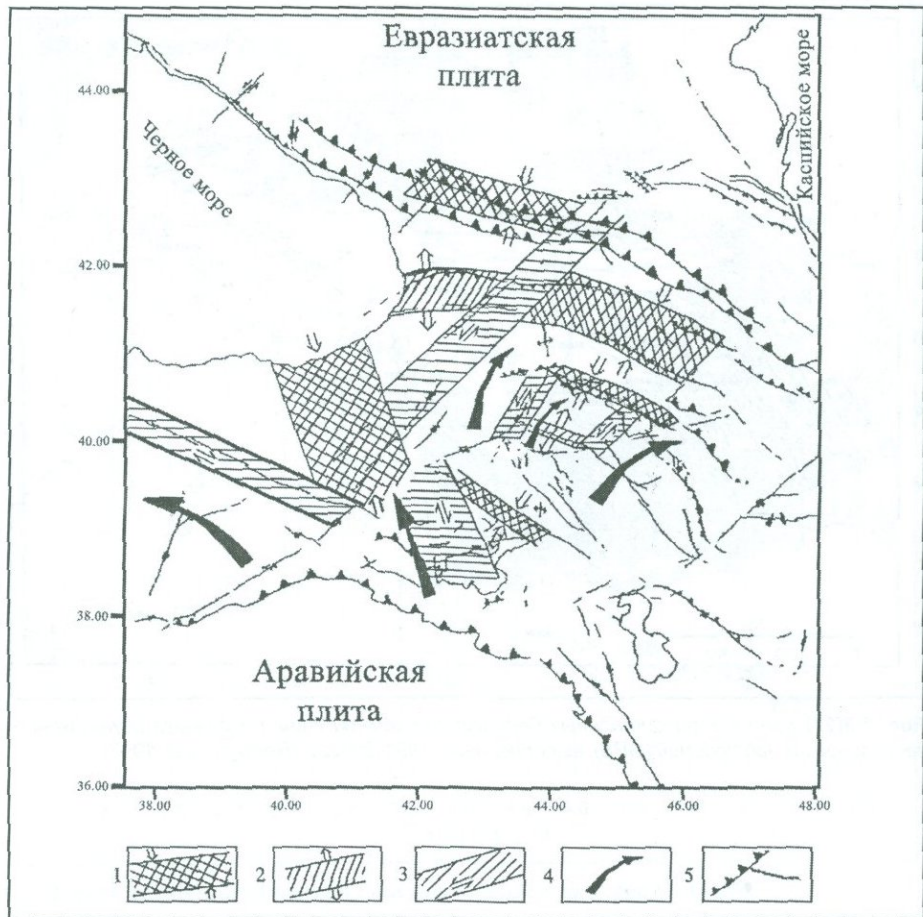 Евразиатская
плита
Каспийское море
Черное море
44.00
42.00
40.00
38.00
36.00
Аравийская
плита
38.00 40.00 42.00 44.00 46.00 48.00
1 2 3 4 5